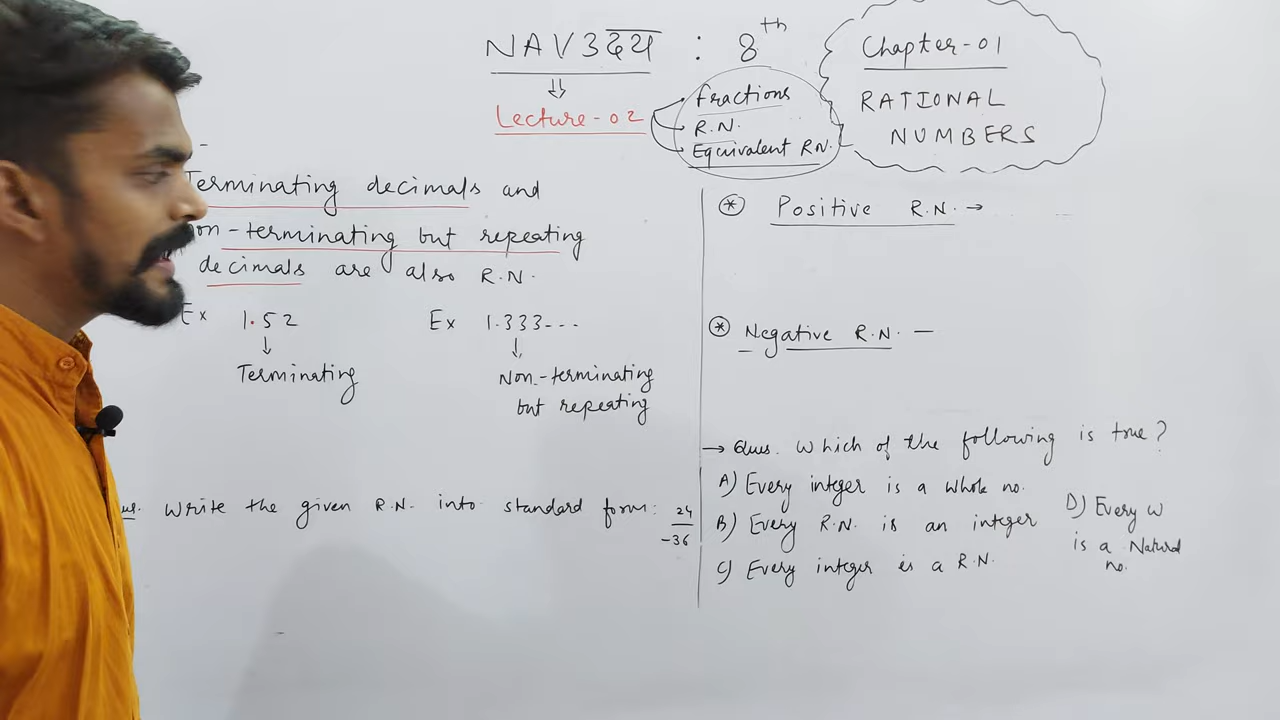 NAV3दय : 8th
Lecture-02
fractions
R.N.
Equivalent R.N.
Chapter-01
RATIONAL
NUMBERS
Terminating decimals and
non-terminating but repeating
decimals are also R.N.
Ex 1.52
Terminating
Ex 1.333---
Non-terminating
but repeating
Write the given R.N. into standard form: 24/-36
* Positive R.N. →
* Negative R.N. —
→ Ques. Which of the following is true?
A) Every integer is a whole no.
B) Every R.N. is an integer
C) Every integer is a R.N.
D) Every W
is a Natural
no.